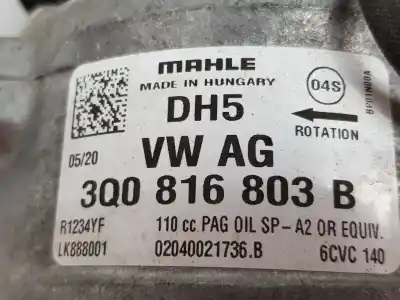 MAHLE
MADE IN HUNGARY
04S
DH5
ROTATION
05/20
VW AG
3Q0 816 803 B
R1234YF 110 cc PAG OIL SP-A2 OR EQUIV.
LK888001 02040021736.B 6CVC 140